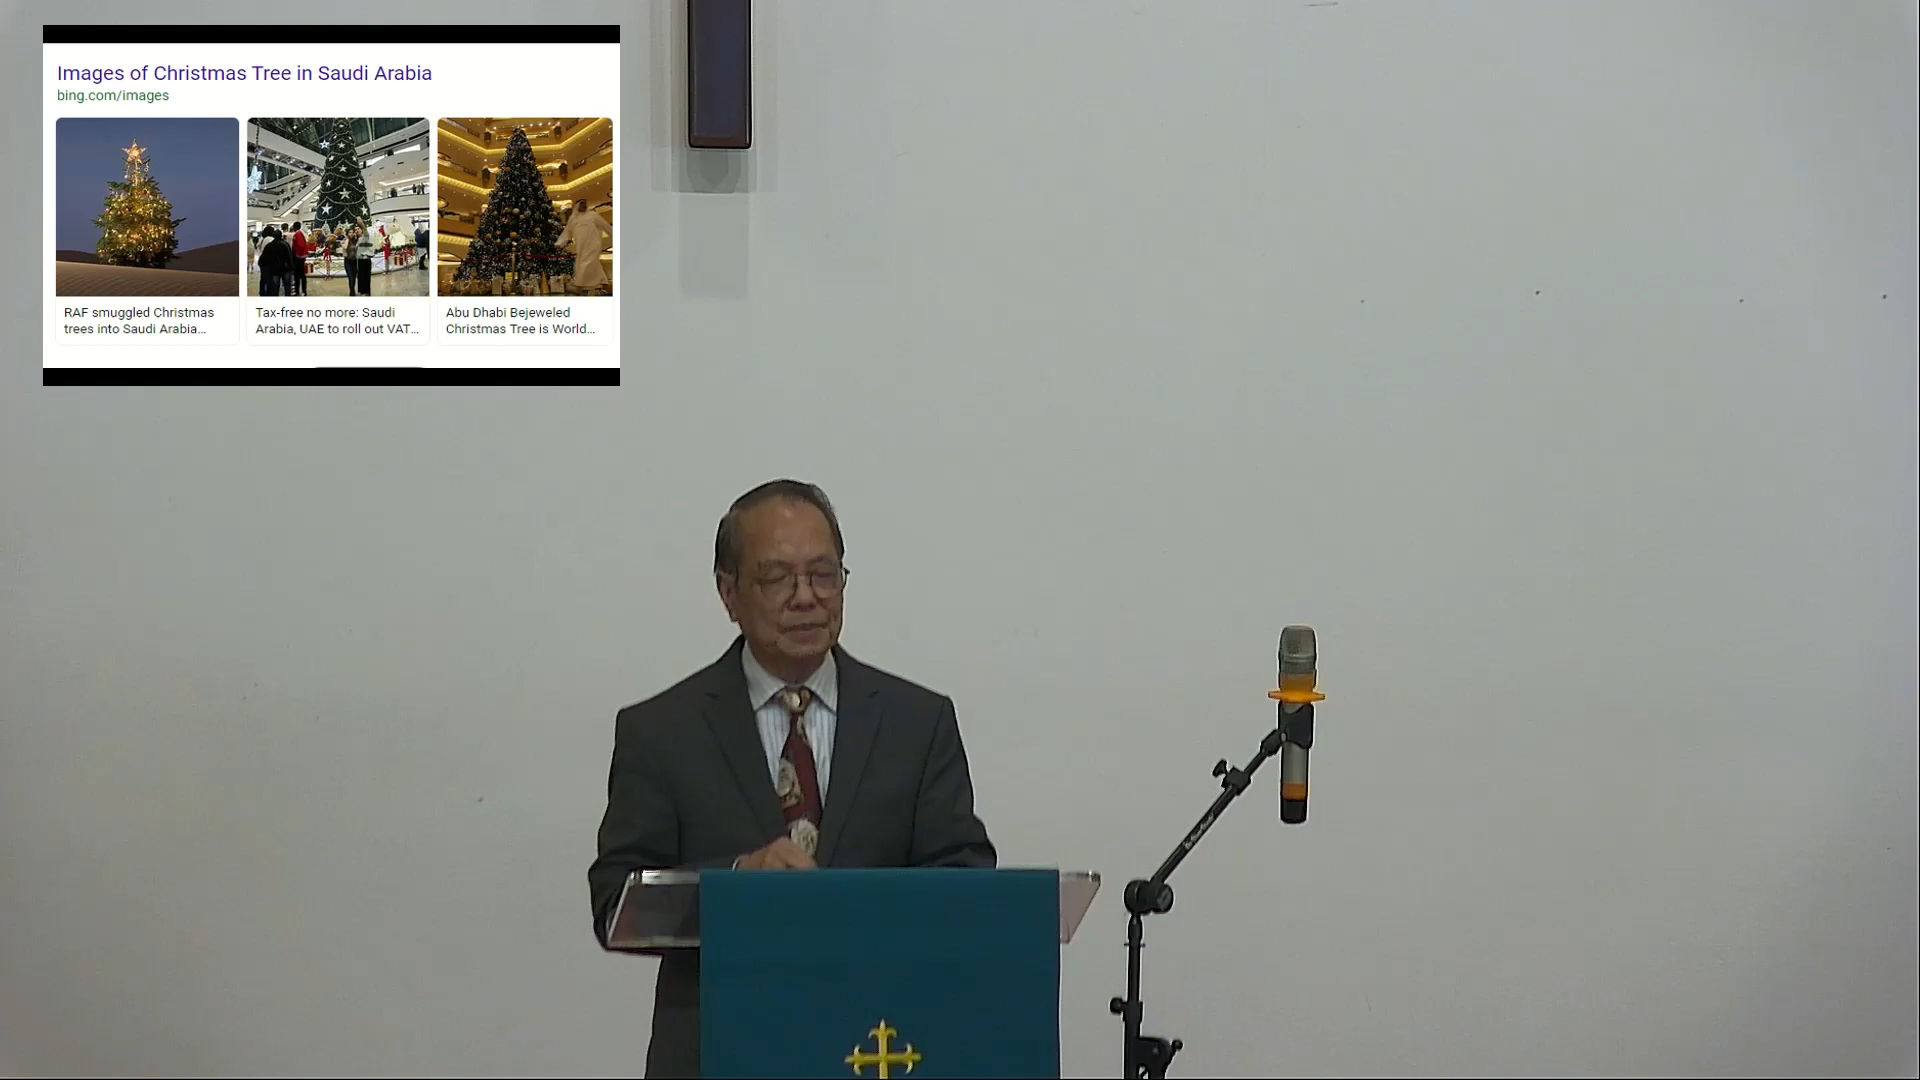 Images of Christmas Tree in Saudi Arabia
bing.com/images
RAF smuggled Christmas
trees into Saudi Arabia...
Tax-free no more: Saudi
Arabia, UAE to roll out VAT...
Abu Dhabi Bejeweled
Christmas Tree is World...